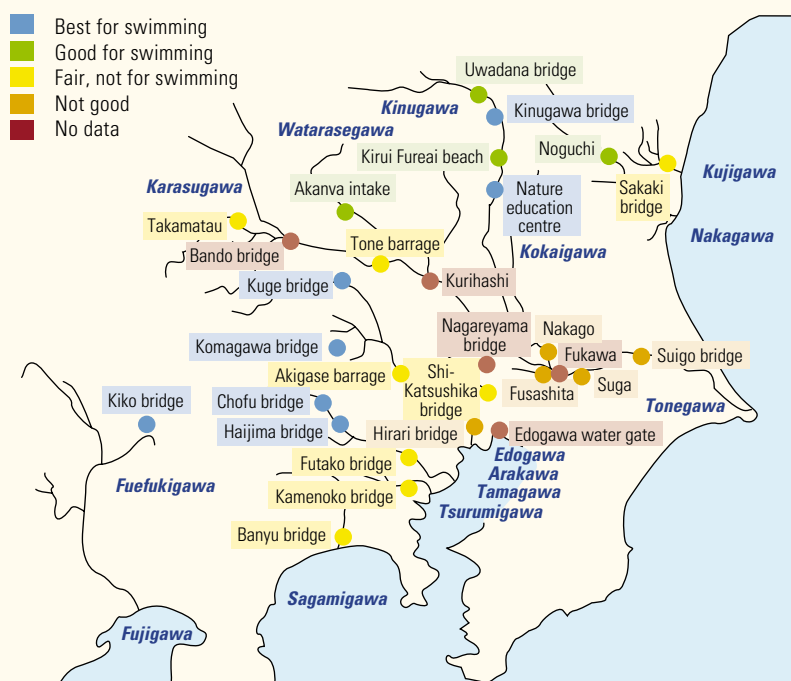 Best for swimming
Good for swimming
Fair, not for swimming
Not good
No data
Uwadana bridge
Kinugawa
Kinugawa bridge
Watarasegawa
Kirui Fureai beach
Noguchi
Kujigawa
Karasugawa
Akanva intake
Nature
education
centre
Sakaki
bridge
Takamatau
Tone barrage
Nakagawa
Bando bridge
Kokaigawa
Kuge bridge
Kurihashi
Nagareyama
bridge
Nakago
Komagawa bridge
Fukawa
Suigo bridge
Akigase barrage
Shi-
Katsushika
bridge
Fusashita
Suga
Kiko bridge
Chofu bridge
Tonegawa
Haijima bridge
Hirari bridge
Edogawa water gate
Edogawa
Futako bridge
Arakawa
Fuefukigawa
Tamagawa
Kamenoko bridge
Tsurumigawa
Banyu bridge
Sagamigawa
Fujigawa